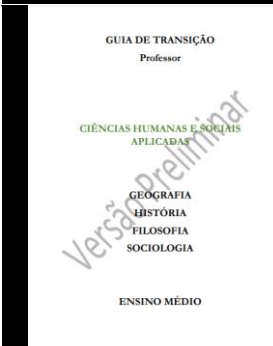 GUIA DE TRANSIÇÃO
Professor
CIÊNCIAS HUMANAS E SOCIAIS
APLICADAS
Versão Preliminar
GEOGRAFIA
HISTÓRIA
FILOSOFIA
SOCIOLOGIA
ENSINO MÉDIO